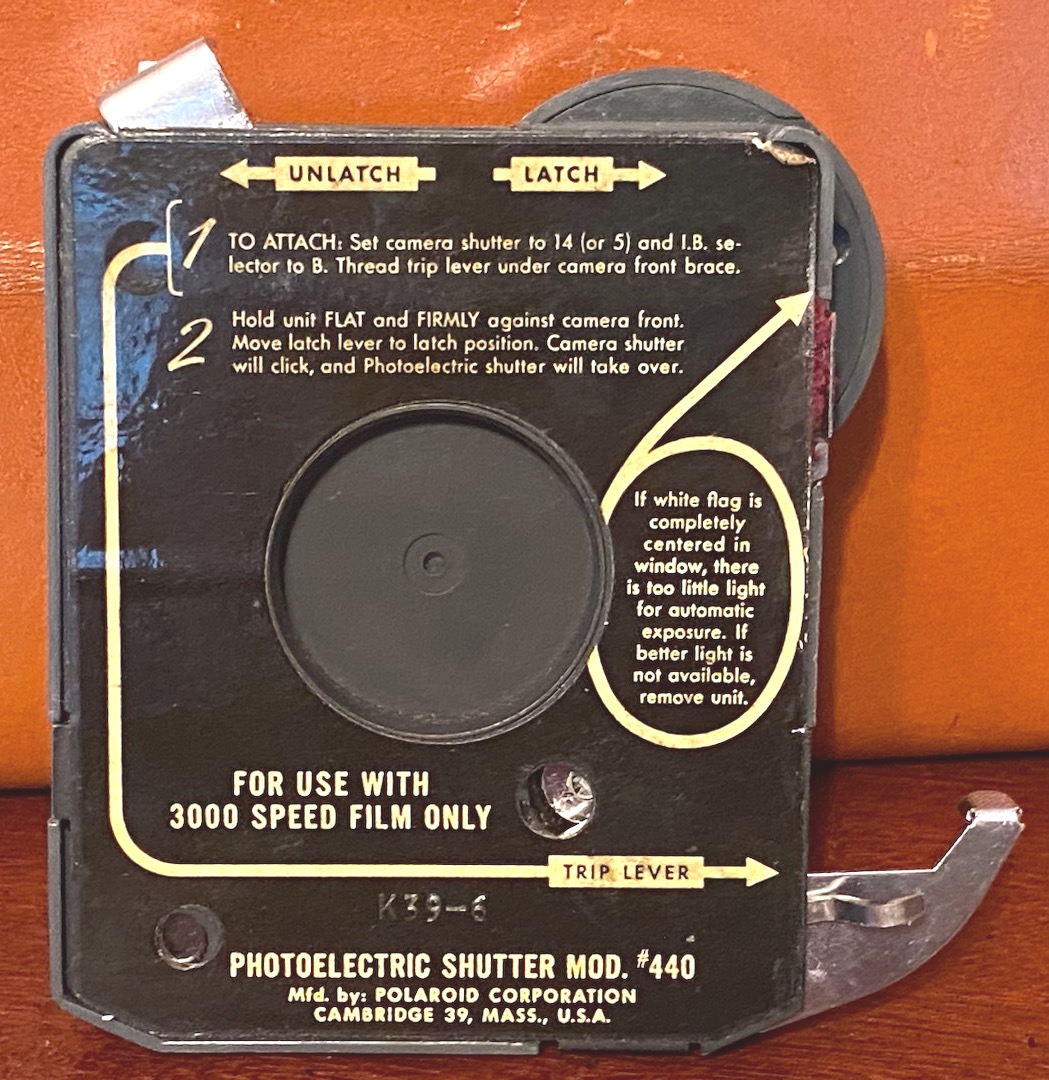 UNLATCH LATCH
1 TO ATTACH: Set camera shutter to 14 (or 5) and I.B. se-
lector to B. Thread trip lever under camera front brace.
2 Hold unit FLAT and FIRMLY against camera front.
Move latch lever to latch position. Camera shutter
will click, and Photoelectric shutter will take over.
If white flag is
completely
centered in
window, there
is too little light
for automatic
exposure. If
better light is
not available,
remove unit.
FOR USE WITH
3000 SPEED FILM ONLY
TRIP LEVER
K39-6
PHOTOELECTRIC SHUTTER MOD. #440
Mfd. by: POLAROID CORPORATION
CAMBRIDGE 39, MASS., U.S.A.